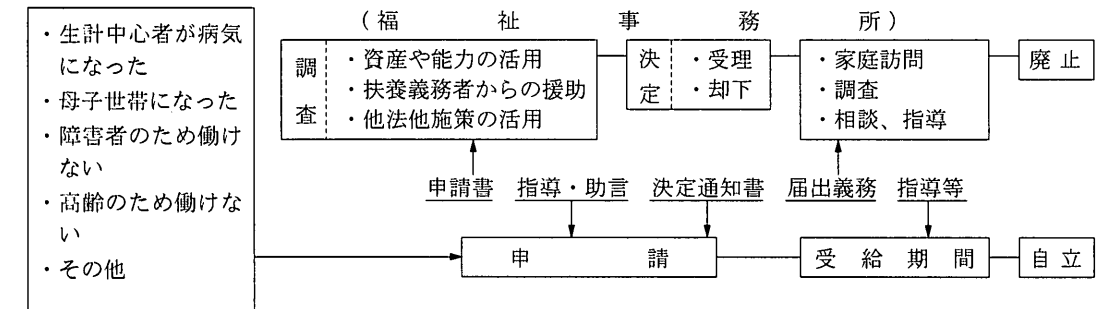 ・生計中心者が病気
になった
・母子世帯になった
・障害者のため働け
ない
・高齢のため働けな
い
・その他
（福祉事務所）
調査
・資産や能力の活用
・扶養義務者からの援助
・他法他施策の活用
決定
・受理
・却下
・家庭訪問
・調査
・相談、指導
廃止
申請書
指導・助言
決定通知書
届出義務
指導等
申請
受給期間
自立